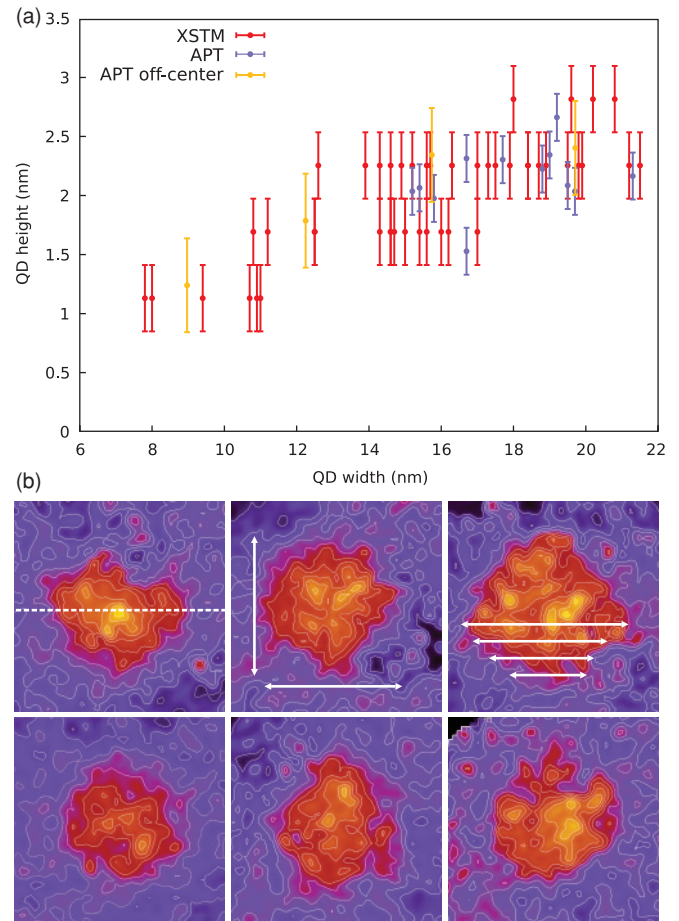 (a)
3.5
XSTM
APT
APT off-center
3
2.5
2
1.5
1
0.5
0
QD height (nm)
6 8 10 12 14 16 18 20 22
QD width (nm)
(b)